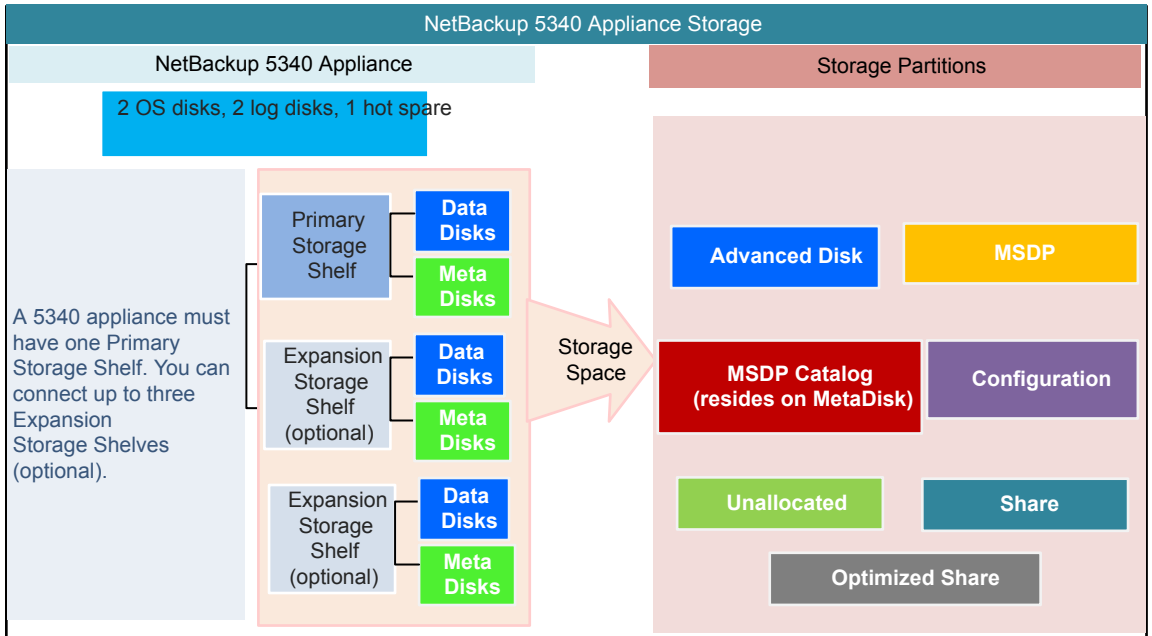 NetBackup 5340 Appliance Storage
NetBackup 5340 Appliance
Storage Partitions
2 OS disks, 2 log disks, 1 hot spare
A 5340 appliance must
have one Primary
Storage Shelf. You can
connect up to three
Expansion
Storage Shelves
(optional).
Primary
Storage
Shelf
Data
Disks
Meta
Disks
Expansion
Storage
Shelf
(optional)
Data
Disks
Meta
Disks
Expansion
Storage
Shelf
(optional)
Data
Disks
Meta
Disks
Storage
Space
Advanced Disk
MSDP
MSDP Catalog
(resides on MetaDisk)
Configuration
Unallocated
Share
Optimized Share